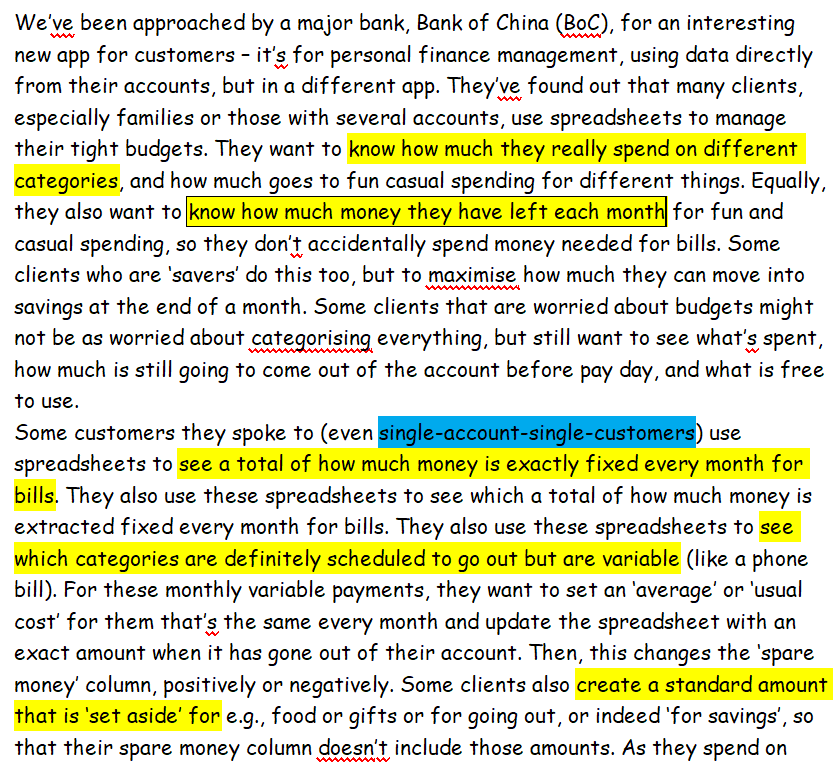 We've been approached by a major bank, Bank of China (BoC), for an interesting
new app for customers – it's for personal finance management, using data directly
from their accounts, but in a different app. They've found out that many clients,
especially families or those with several accounts, use spreadsheets to manage
their tight budgets. They want to know how much they really spend on different
categories, and how much goes to fun casual spending for different things. Equally,
they also want to know how much money they have left each month for fun and
casual spending, so they don't accidentally spend money needed for bills. Some
clients who are 'savers' do this too, but to maximise how much they can move into
savings at the end of a month. Some clients that are worried about budgets might
not be as worried about categorising everything, but still want to see what's spent,
how much is still going to come out of the account before pay day, and what is free
to use.
Some customers they spoke to (even single-account-single-customers) use
spreadsheets to see a total of how much money is exactly fixed every month for
bills. They also use these spreadsheets to see which a total of how much money is
extracted fixed every month for bills. They also use these spreadsheets to see
which categories are definitely scheduled to go out but are variable (like a phone
bill). For these monthly variable payments, they want to set an 'average' or 'usual
cost' for them that's the same every month and update the spreadsheet with an
exact amount when it has gone out of their account. Then, this changes the 'spare
money' column, positively or negatively. Some clients also create a standard amount
that is 'set aside' for e.g., food or gifts or for going out, or indeed 'for savings', so
that their spare money column doesn't include those amounts. As they spend on